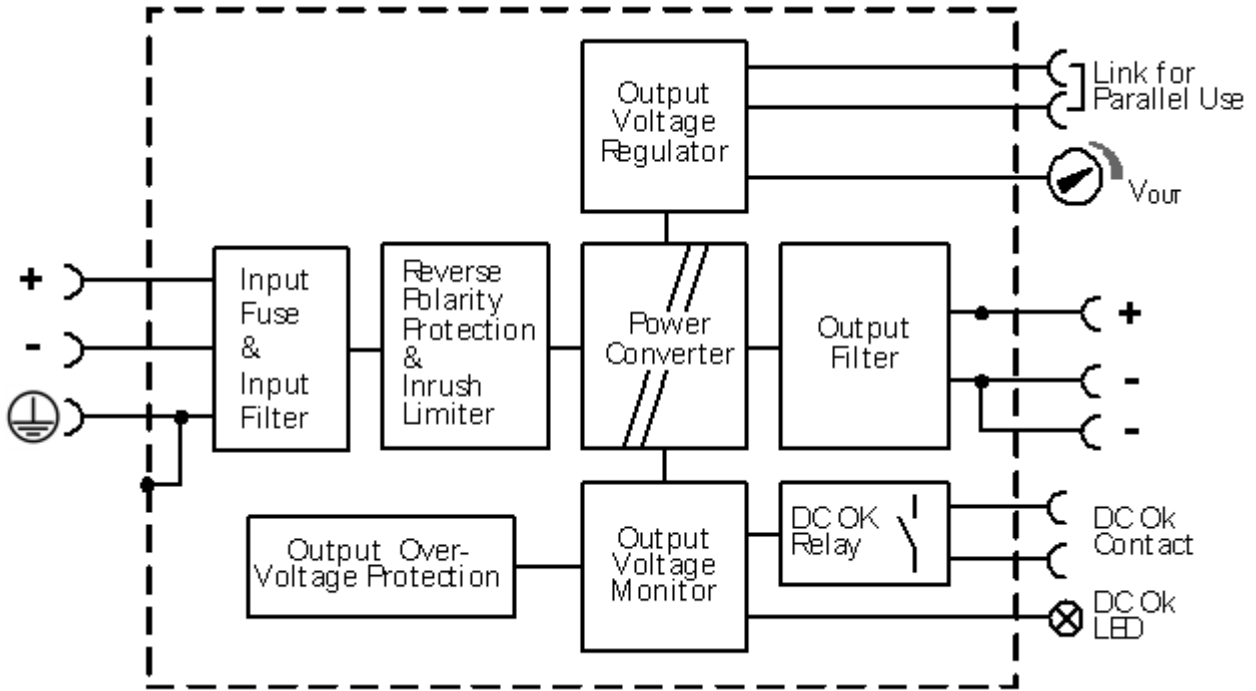 Output
Voltage
Regulator
Link for
Parallel Use
Vout
+
-
Input
Fuse
&
Input
Filter
Reverse
Polarity
Protection
&
Inrush
Limiter
Power
Converter
Output
Filter
+
-
-
Output Over-
Voltage Protection
Output
Voltage
Monitor
DC OK
Relay
DC Ok
Contact
DC Ok
LED